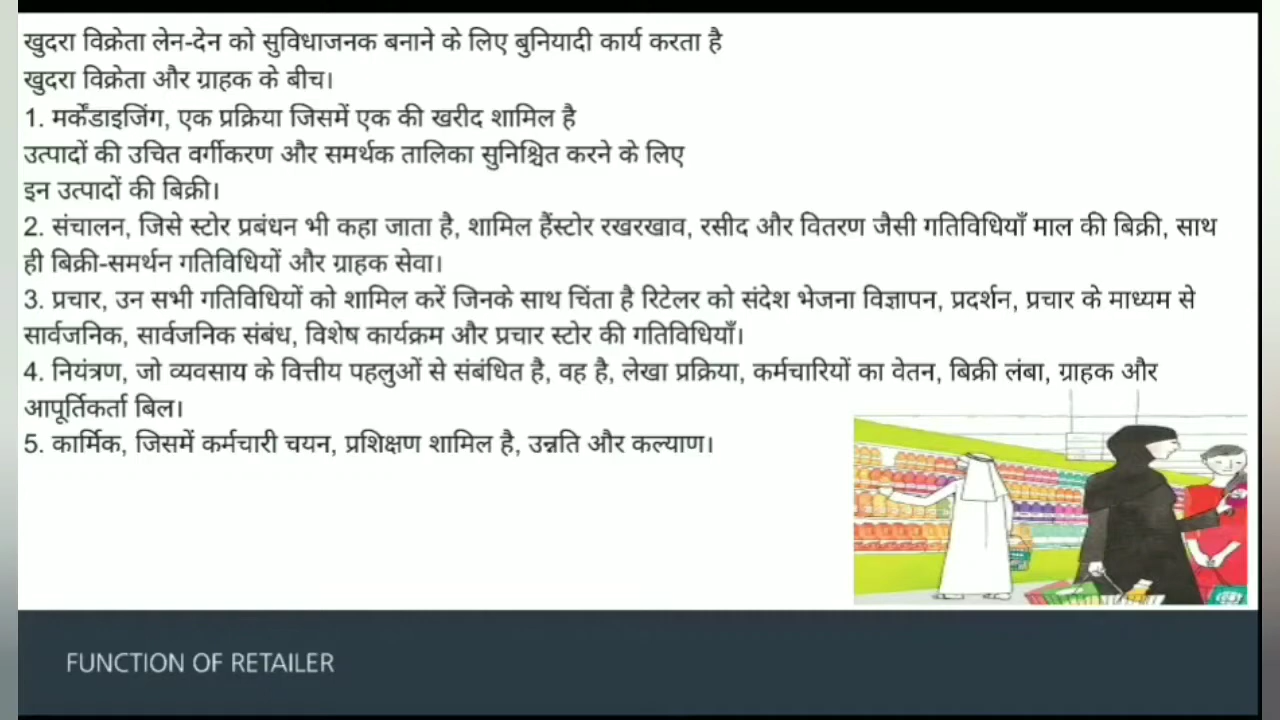 खुदरा विक्रेता लेन-देन को सुविधाजनक बनाने के लिए बुनियादी कार्य करता है
खुदरा विक्रेता और ग्राहक के बीच।
1. मर्केंडाइजिंग, एक प्रक्रिया जिसमें एक की खरीद शामिल है
उत्पादों की उचित वर्गीकरण और समर्थक तालिका सुनिश्चित करने के लिए
इन उत्पादों की बिक्री।
2. संचालन, जिसे स्टोर प्रबंधन भी कहा जाता है, शामिल हैंस्टोर रखरखाव, रसीद और वितरण जैसी गतिविधियाँ माल की बिक्री, साथ
ही बिक्री-समर्थन गतिविधियों और ग्राहक सेवा।
3. प्रचार, उन सभी गतिविधियों को शामिल करें जिनके साथ चिंता है रिटेलर को संदेश भेजना विज्ञापन, प्रदर्शन, प्रचार के माध्यम से
सार्वजनिक, सार्वजनिक संबंध, विशेष कार्यक्रम और प्रचार स्टोर की गतिविधियाँ।
4. नियंत्रण, जो व्यवसाय के वित्तीय पहलुओं से संबंधित है, वह है, लेखा प्रक्रिया, कर्मचारियों का वेतन, बिक्री लंबा, ग्राहक और
आपूर्तिकर्ता बिल।
5. कार्मिक, जिसमें कर्मचारी चयन, प्रशिक्षण शामिल है, उन्नति और कल्याण।
FUNCTION OF RETAILER